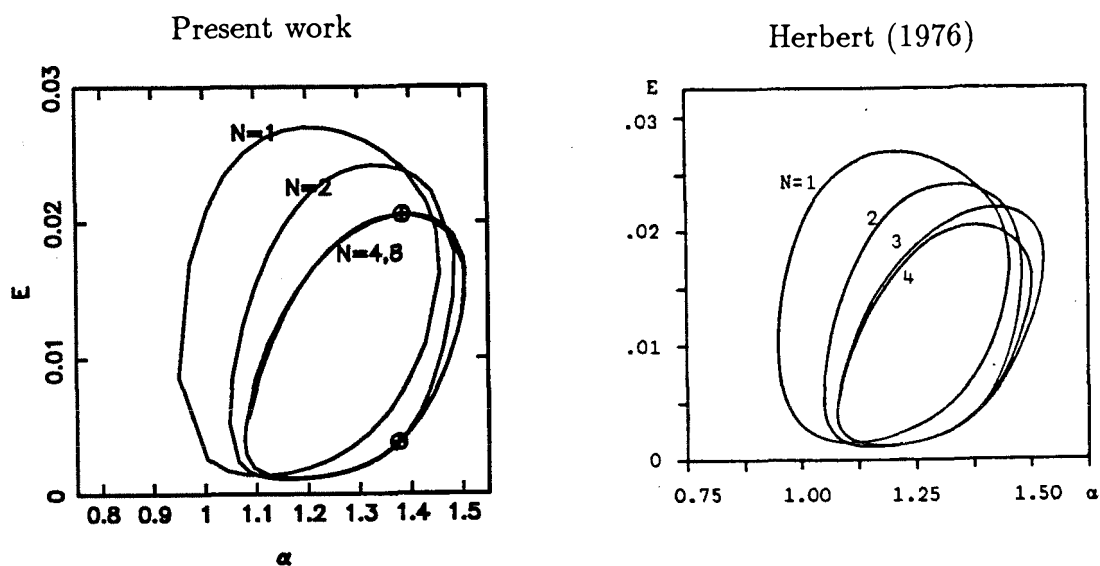 Present work
0.03
0.02
0.01
0
E
N=1
N=2
N=4,8
0.8 0.9 1 1.1 1.2 1.3 1.4 1.5
α
Herbert (1976)
E
.03
.02
.01
0
N=1
2
3
4
0.75 1.00 1.25 1.50 α